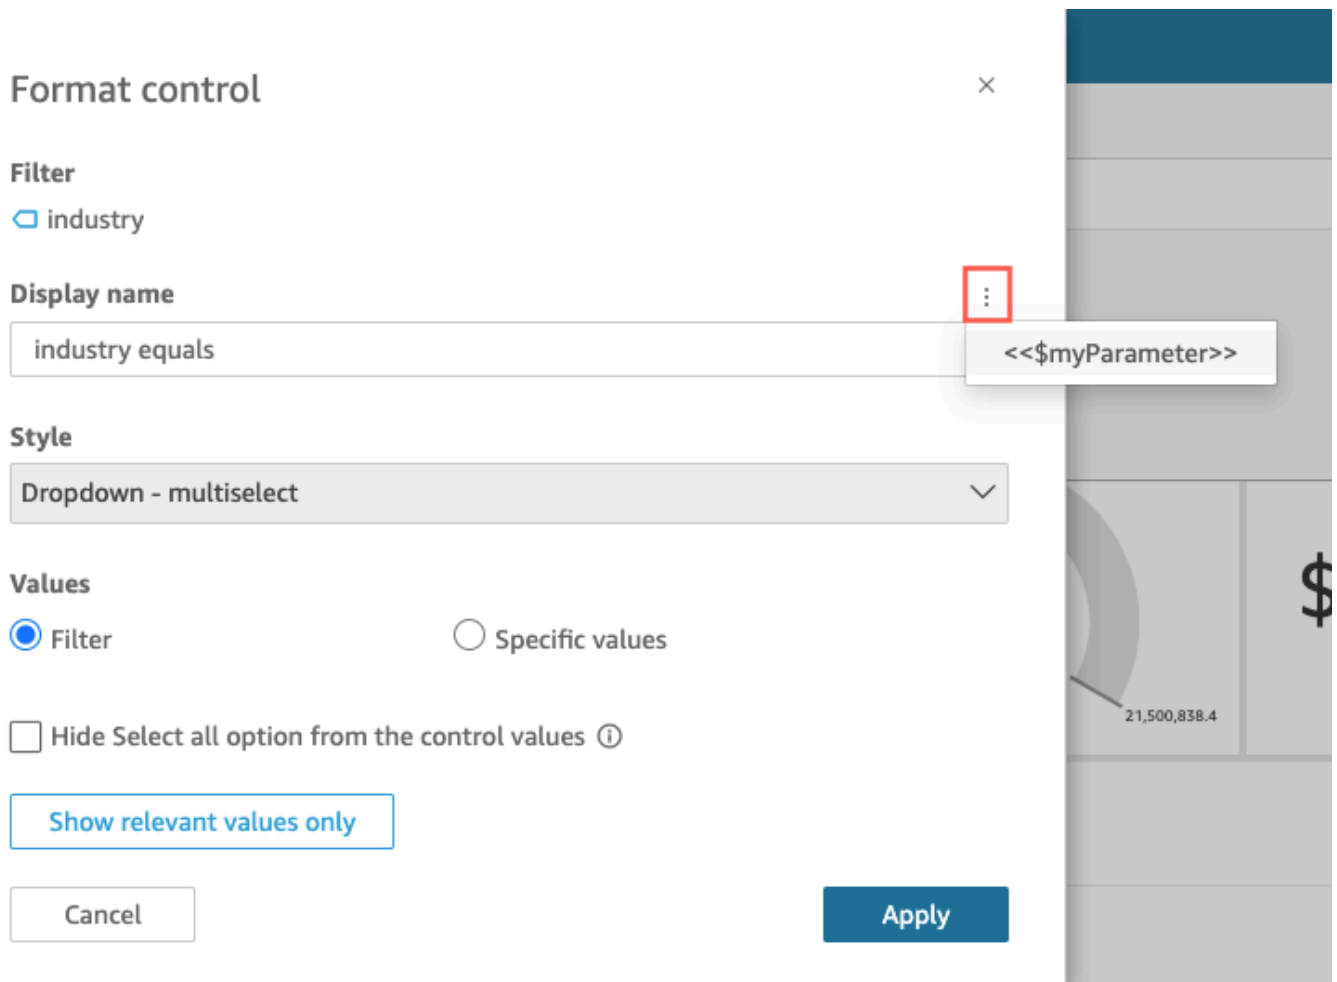 Format control
Filter
industry
Display name
industry equals
<<$myParameter>>
Style
Dropdown - multiselect
Values
Filter
Specific values
Hide Select all option from the control values
Show relevant values only
Cancel
Apply
21,500,838.4
$